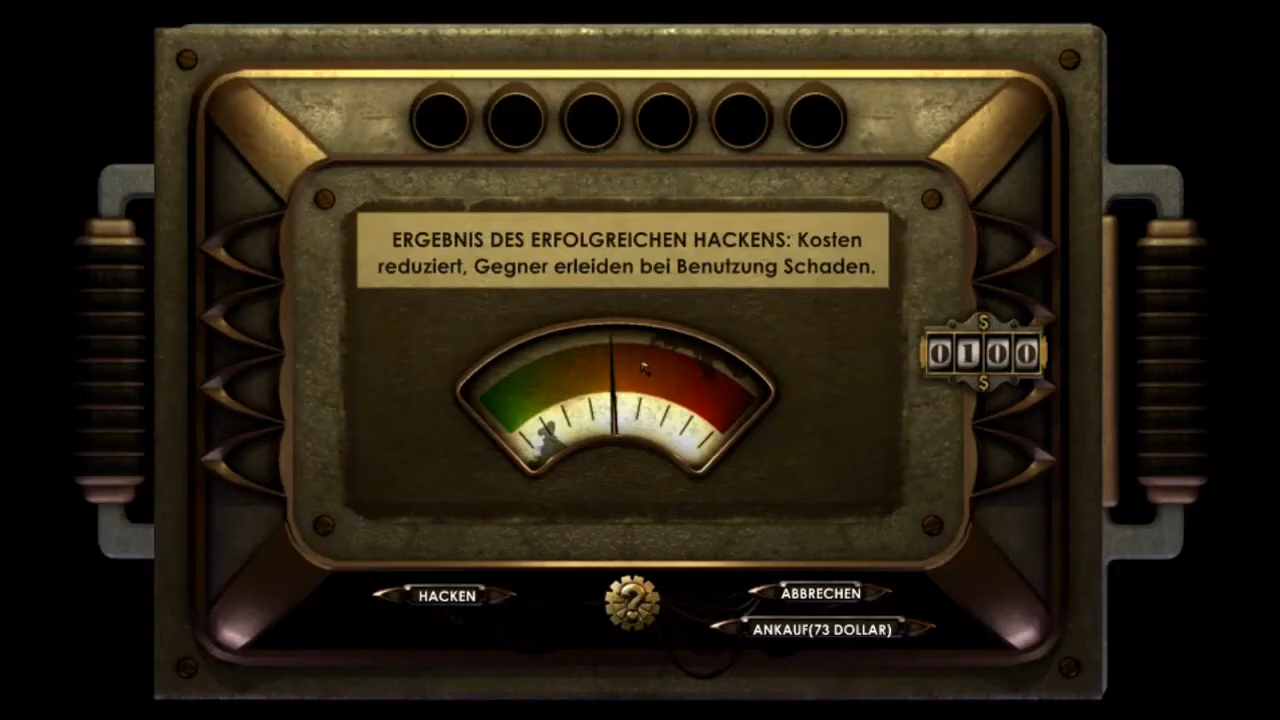 ERGEBNIS DES ERFOLGREICHEN HACKENS: Kosten
reduziert, Gegner erleiden bei Benutzung Schaden.
$
0100
$
HACKEN
?
ABBRECHEN
ANKAUF(73 DOLLAR)